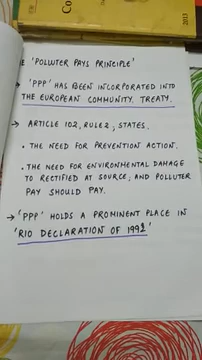 'POLLUTER PAYS PRINCIPLE'
→ 'PPP' HAS BEEN INCORPORATED INTO
THE EUROPEAN COMMUNITY TREATY.
→ ARTICLE 102, RULE 2, STATES.
• THE NEED FOR PREVENTION ACTION.
• THE NEED FOR ENVIRONMENTAL DAMAGE
TO RECTIFIED AT SOURCE, AND POLLUTER
PAY SHOULD PAY.
→ 'PPP' HOLDS A PROMINENT PLACE IN
'RIO DECLARATION OF 1992'
2013